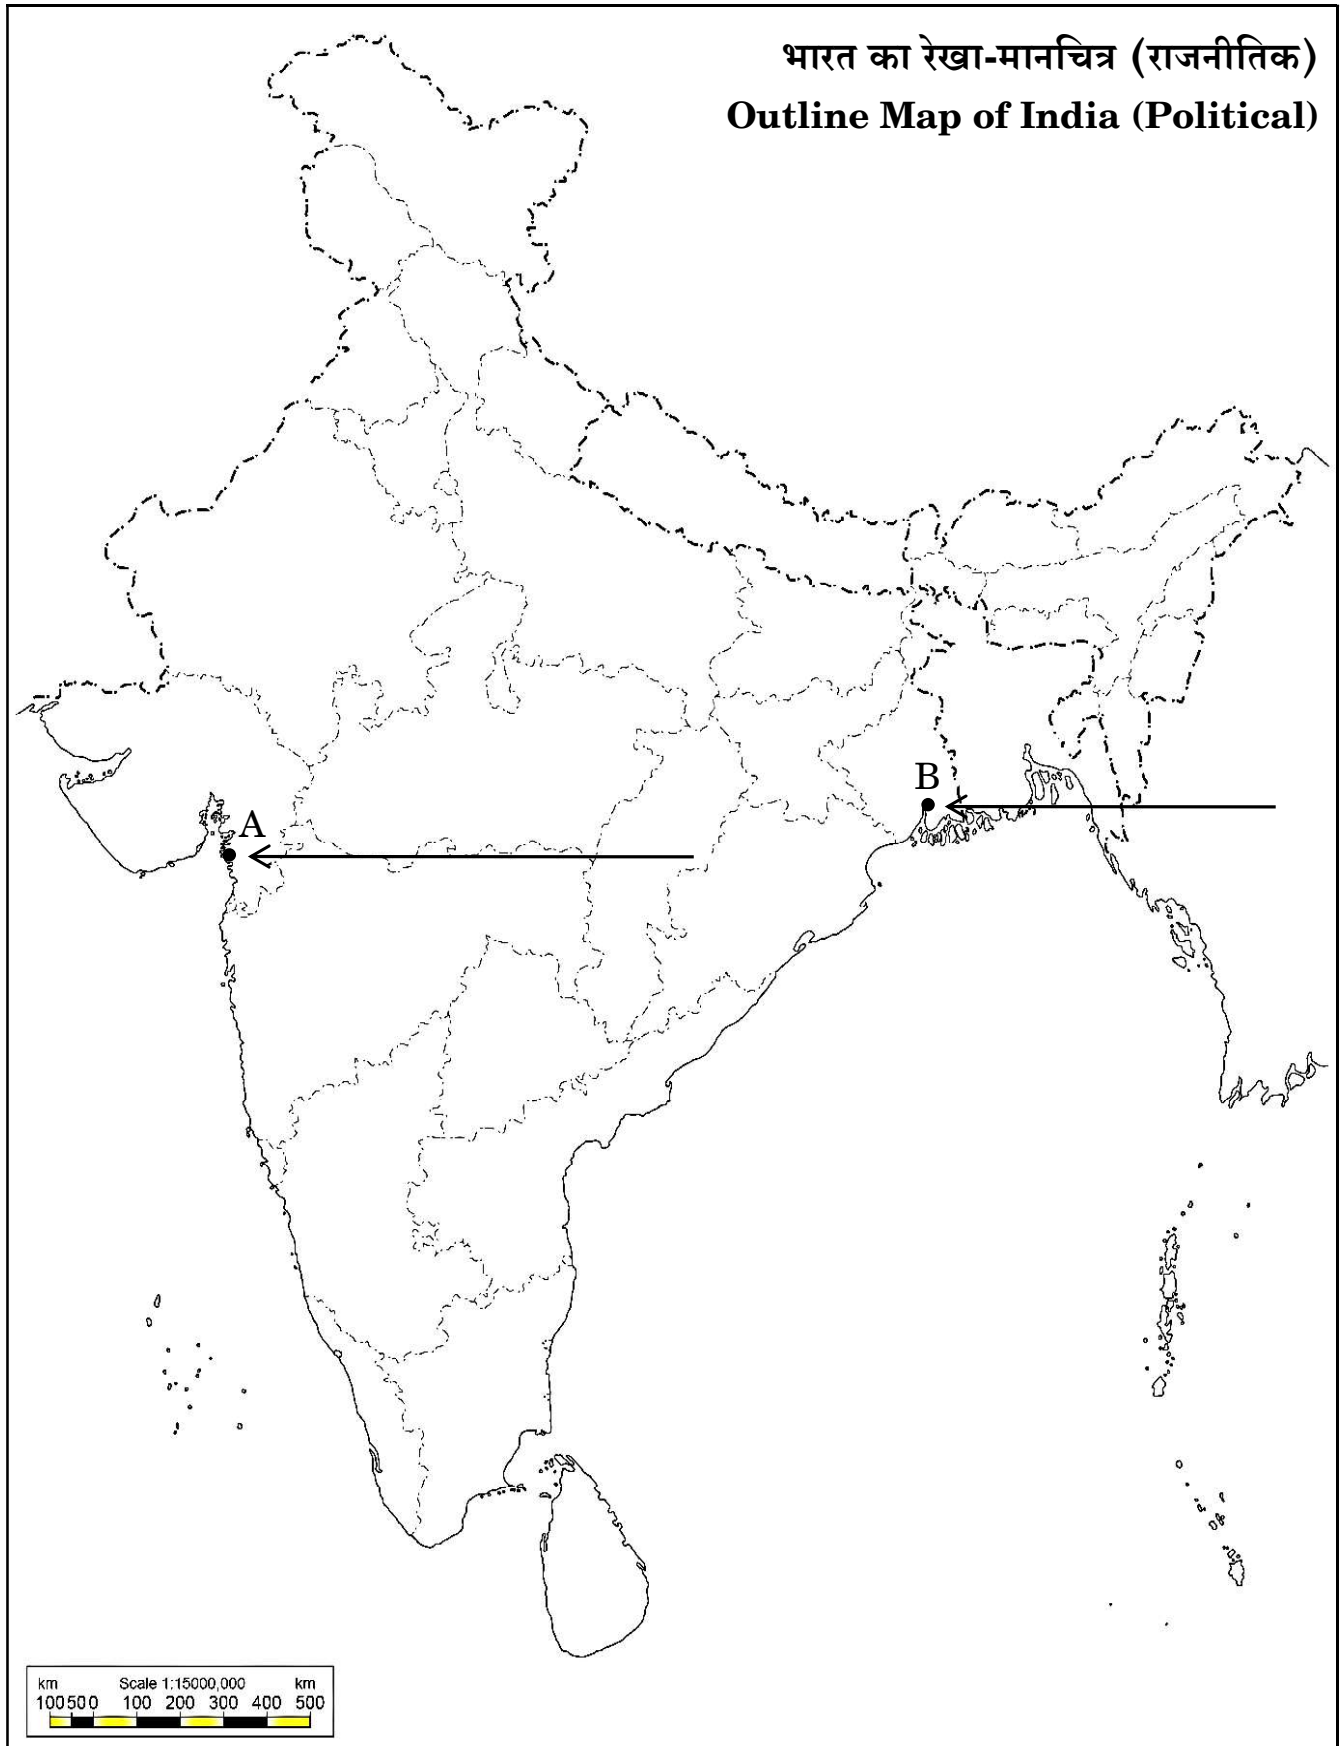 भारत का रेखा-मानचित्र (राजनीतिक)
Outline Map of India (Political)
B
A
km Scale 1:15000,000 km
100 50 0 100 200 300 400 500